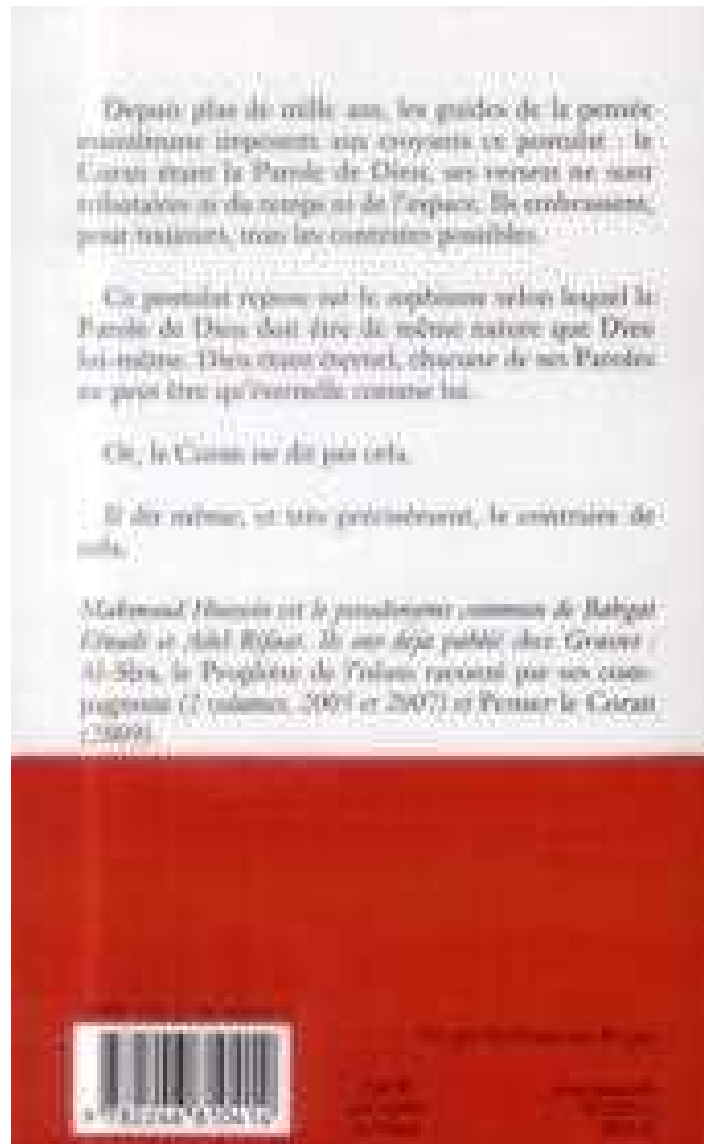 Depuis plus de mille ans, les guides de la pensée
musulmane imposent aux croyants ce postulat : le
Coran étant la Parole de Dieu, ses versets ne sont
tributaires ni du temps ni de l'espace. Ils embrassent,
pour toujours, tous les contextes possibles.
Ce postulat repose sur le sophisme selon lequel la
Parole de Dieu doit être de même nature que Dieu
lui-même. Dieu étant éternel, chacune de ses Paroles
ne peut être qu'éternelle comme lui.
Or, le Coran ne dit pas cela.
Il dit même, et très précisément, le contraire de
cela.
Mahmoud Hussein est le pseudonyme commun de Bahgat
Elnadi et Adel Rifaat. Ils ont déjà publié chez Grasset :
Al-Sîra, le Prophète de l'islam raconté par ses com-
pagnons (2 volumes, 2005 et 2007) et Penser le Coran
(2009).